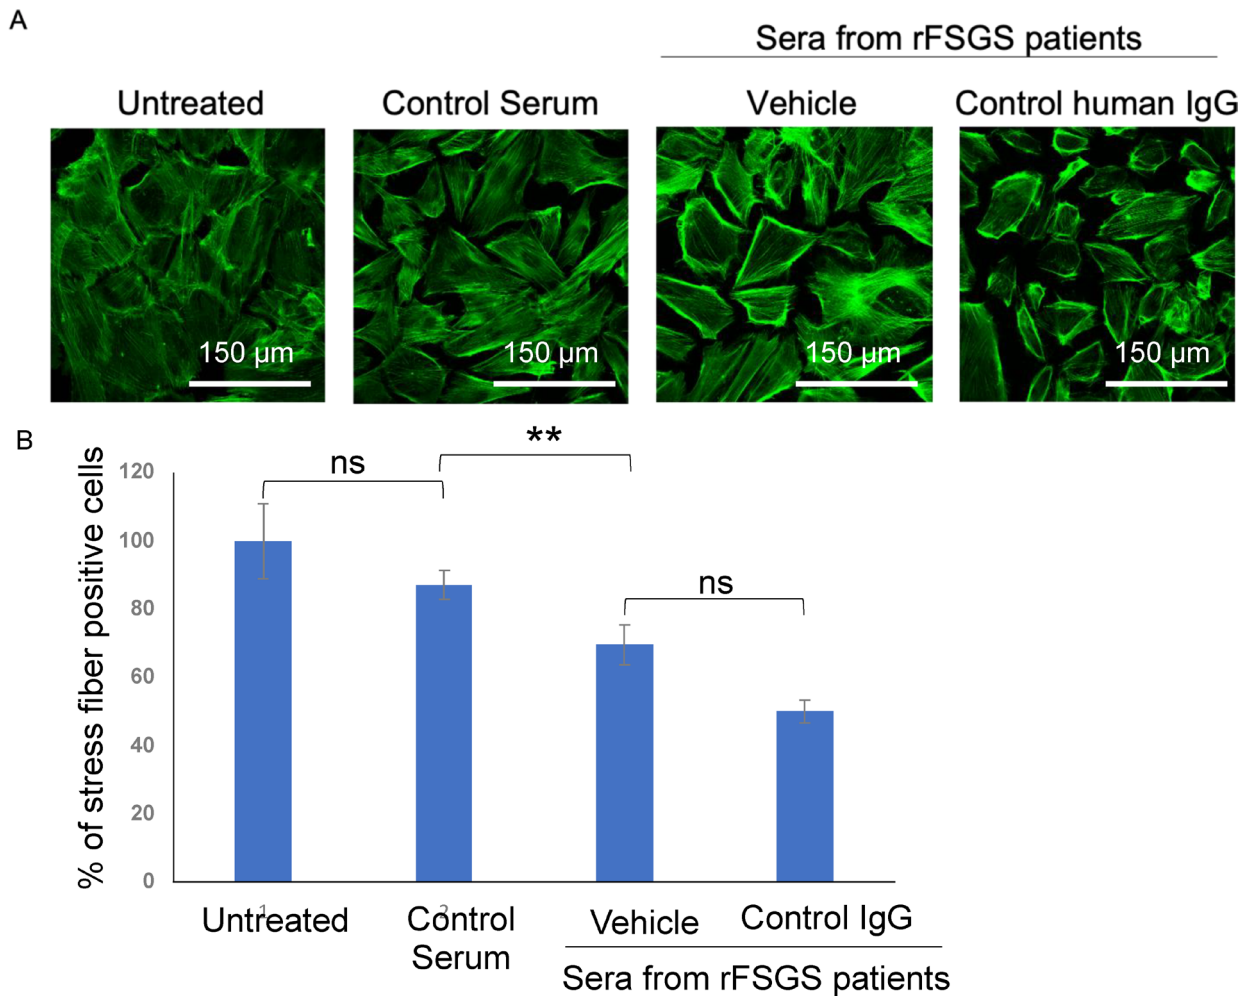 A
Sera from rFSGS patients
Untreated
Control Serum
Vehicle
Control human IgG
150 µm
150 µm
150 µm
150 µm
B
% of stress fiber positive cells
120
100
80
60
40
20
0
ns
**
ns
1
2
Untreated
Control
Serum
Vehicle
Control IgG
Sera from rFSGS patients